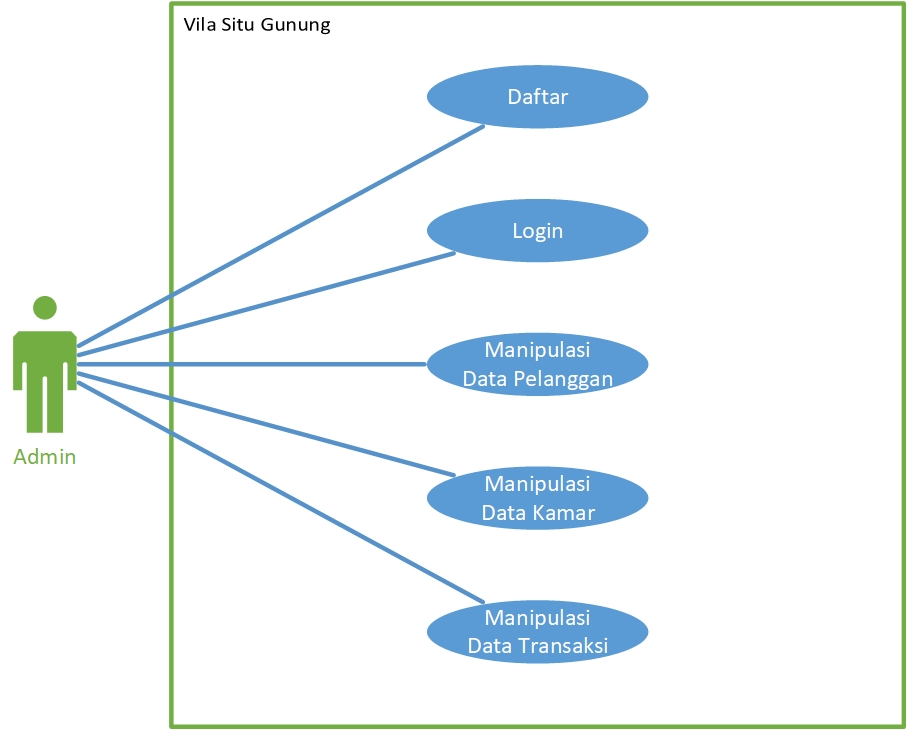 Vila Situ Gunung
Daftar
Login
Manipulasi
Data Pelanggan
Admin
Manipulasi
Data Kamar
Manipulasi
Data Transaksi